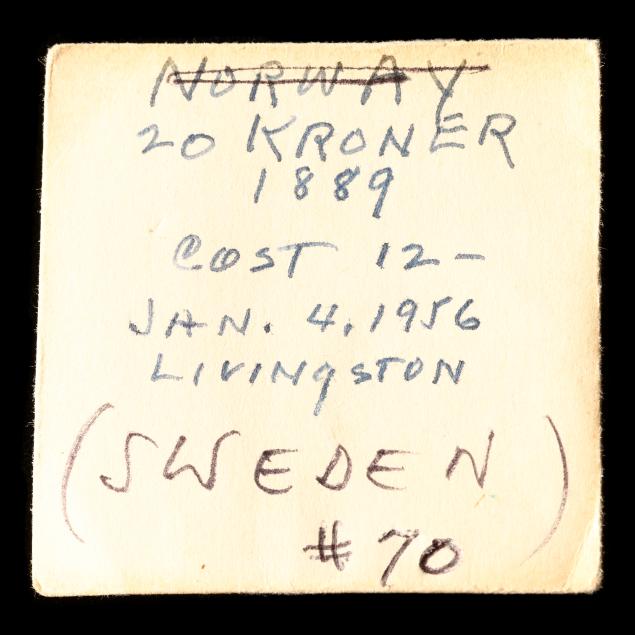 NORWAY
20 KRONER
1889
COST 12-
JAN. 4, 1956
LIVINGSTON
(SWEDEN)
#70